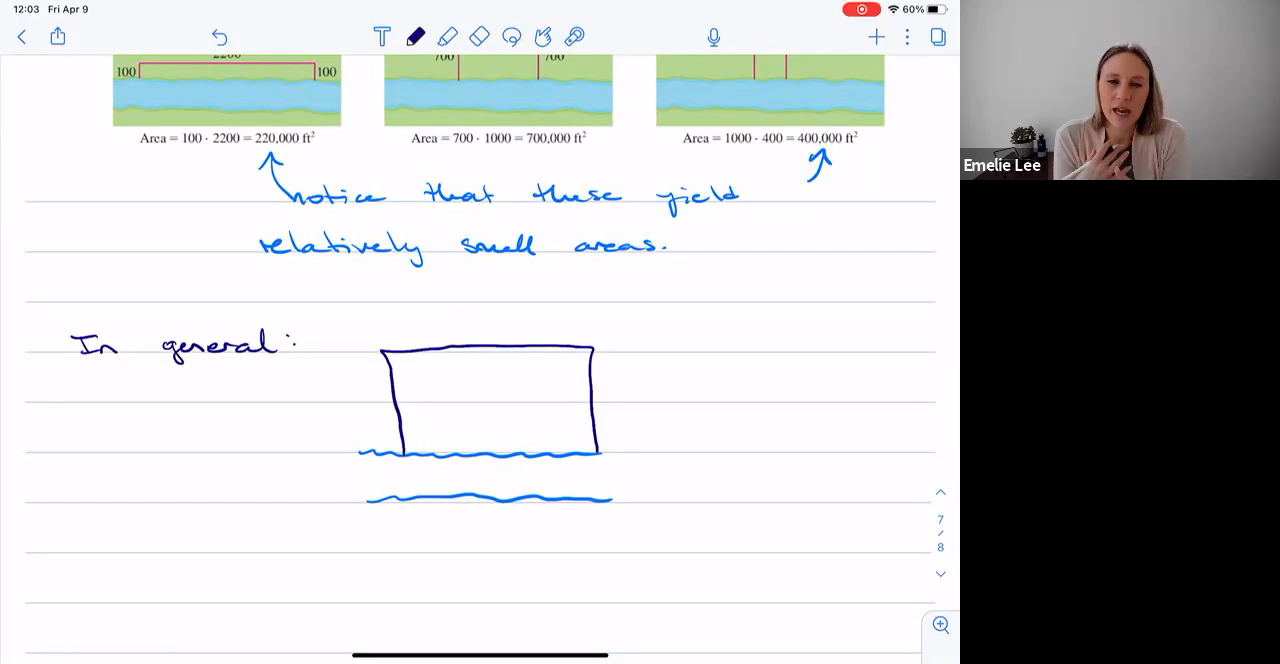 12:03 Fri Apr 9
60%
T
2200
100
100
700
700
Area = 100 · 2200 = 220,000 ft²
Area = 700 · 1000 = 700,000 ft²
Area = 1000 · 400 = 400,000 ft²
Emelie Lee
notice that these yield
relatively small areas.
In general:
7
/
8